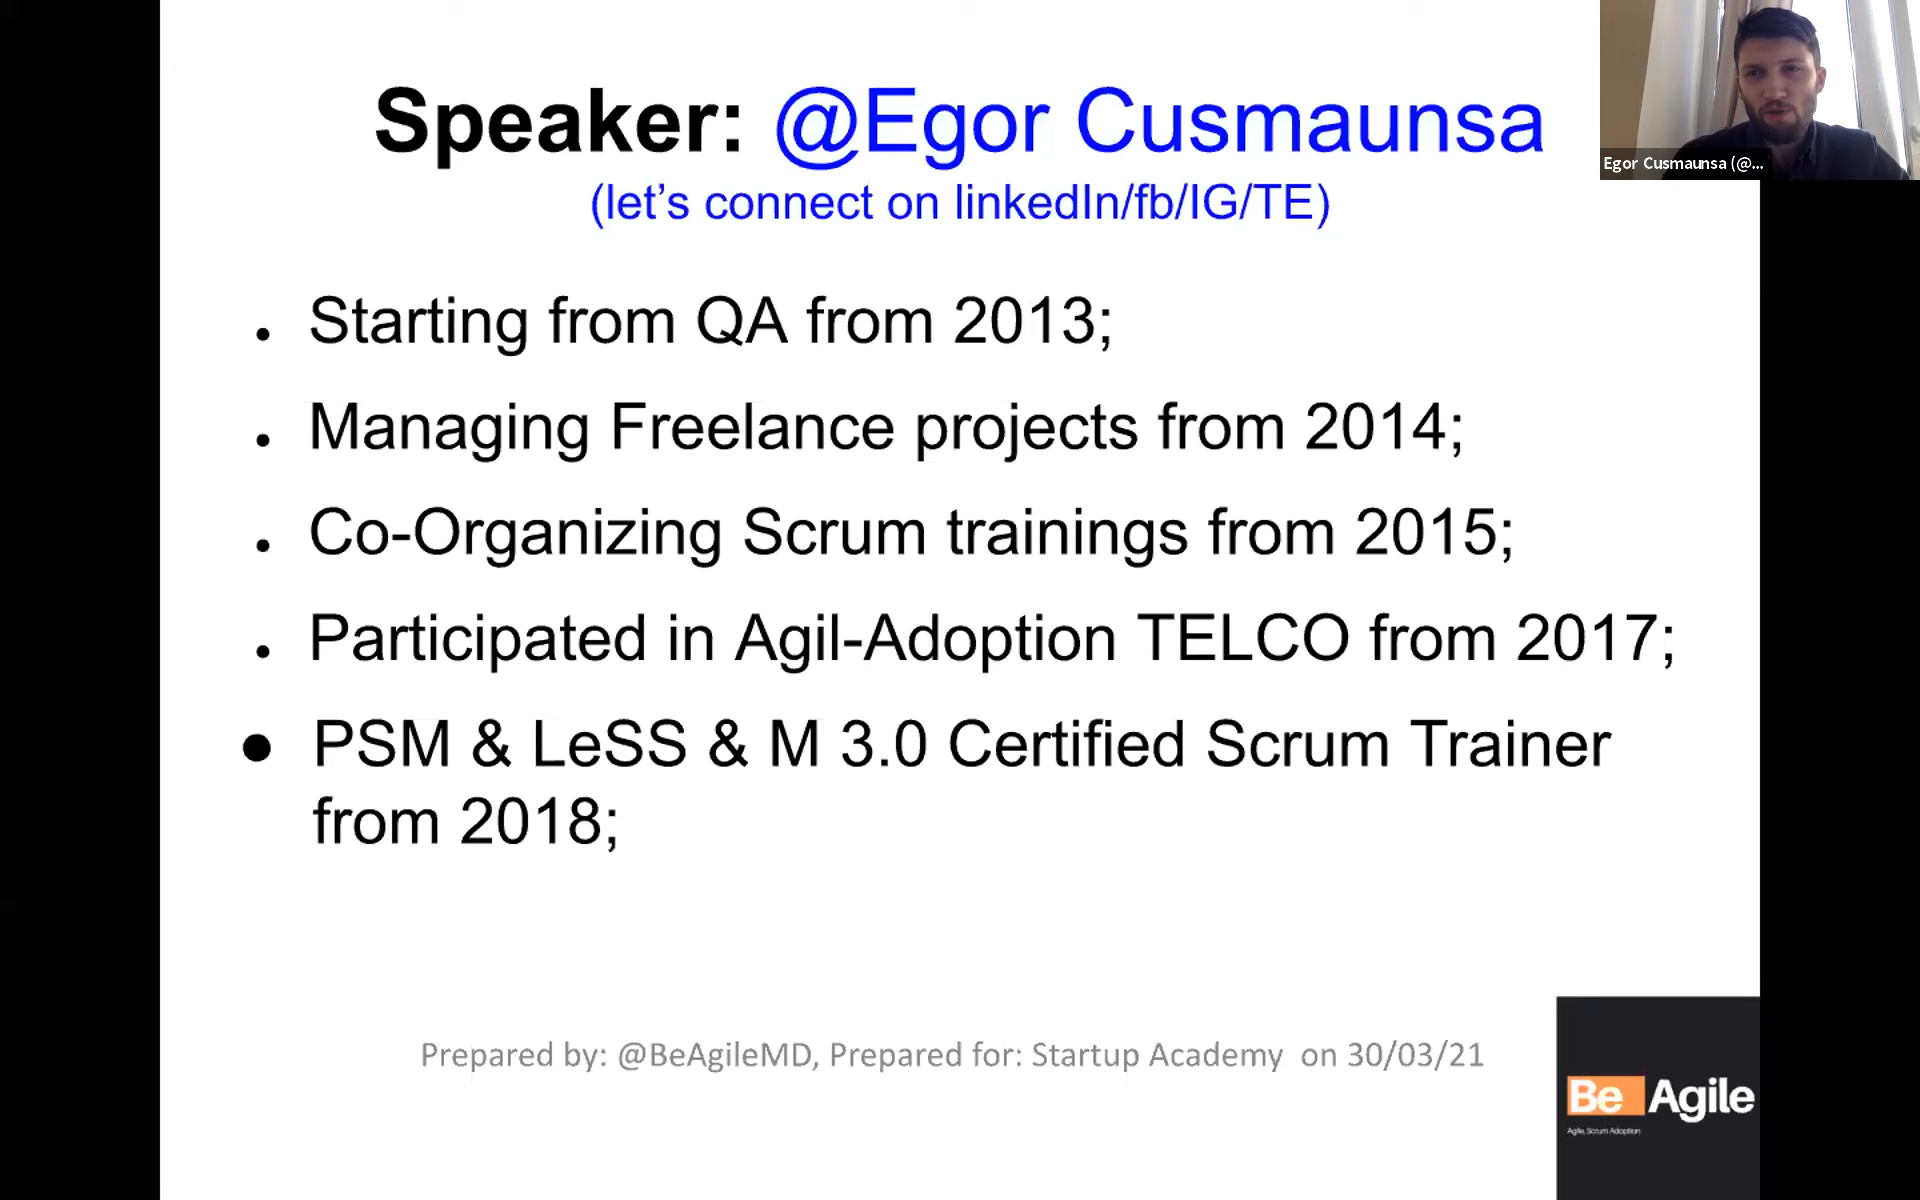 Speaker: @Egor Cusmaunsa
(let's connect on linkedIn/fb/IG/TE)
Egor Cusmaunsa (@...
• Starting from QA from 2013;
• Managing Freelance projects from 2014;
• Co-Organizing Scrum trainings from 2015;
• Participated in Agil-Adoption TELCO from 2017;
• PSM & LeSS & M 3.0 Certified Scrum Trainer
from 2018;
Prepared by: @BeAgileMD, Prepared for: Startup Academy on 30/03/21
Be Agile
Agile, Scrum Adoption